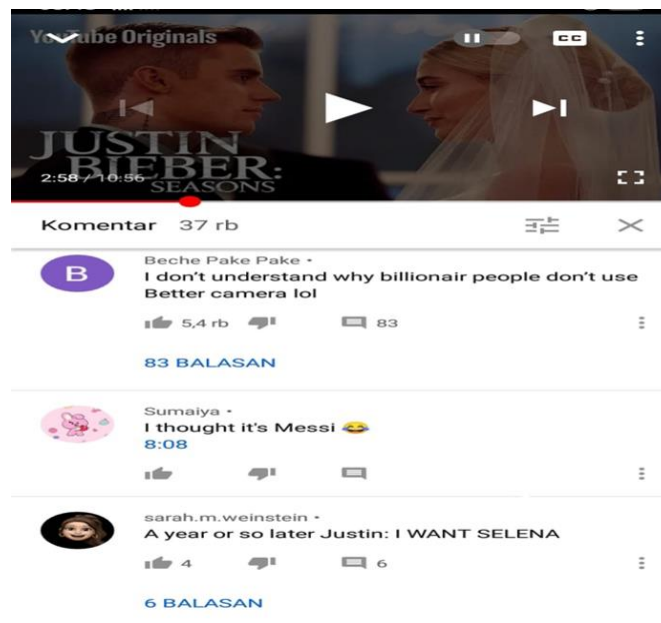 YouTube Originals
CC
JUSTIN
BIEBER:
SEASONS
2:58 / 10:56
Komentar 37 rb
B
Beche Pake Pake •
I don't understand why billionair people don't use
Better camera lol
5,4 rb 83
83 BALASAN
Sumaiya •
I thought it's Messi 😂
8:08
sarah.m.weinstein •
A year or so later Justin: I WANT SELENA
4 6
6 BALASAN